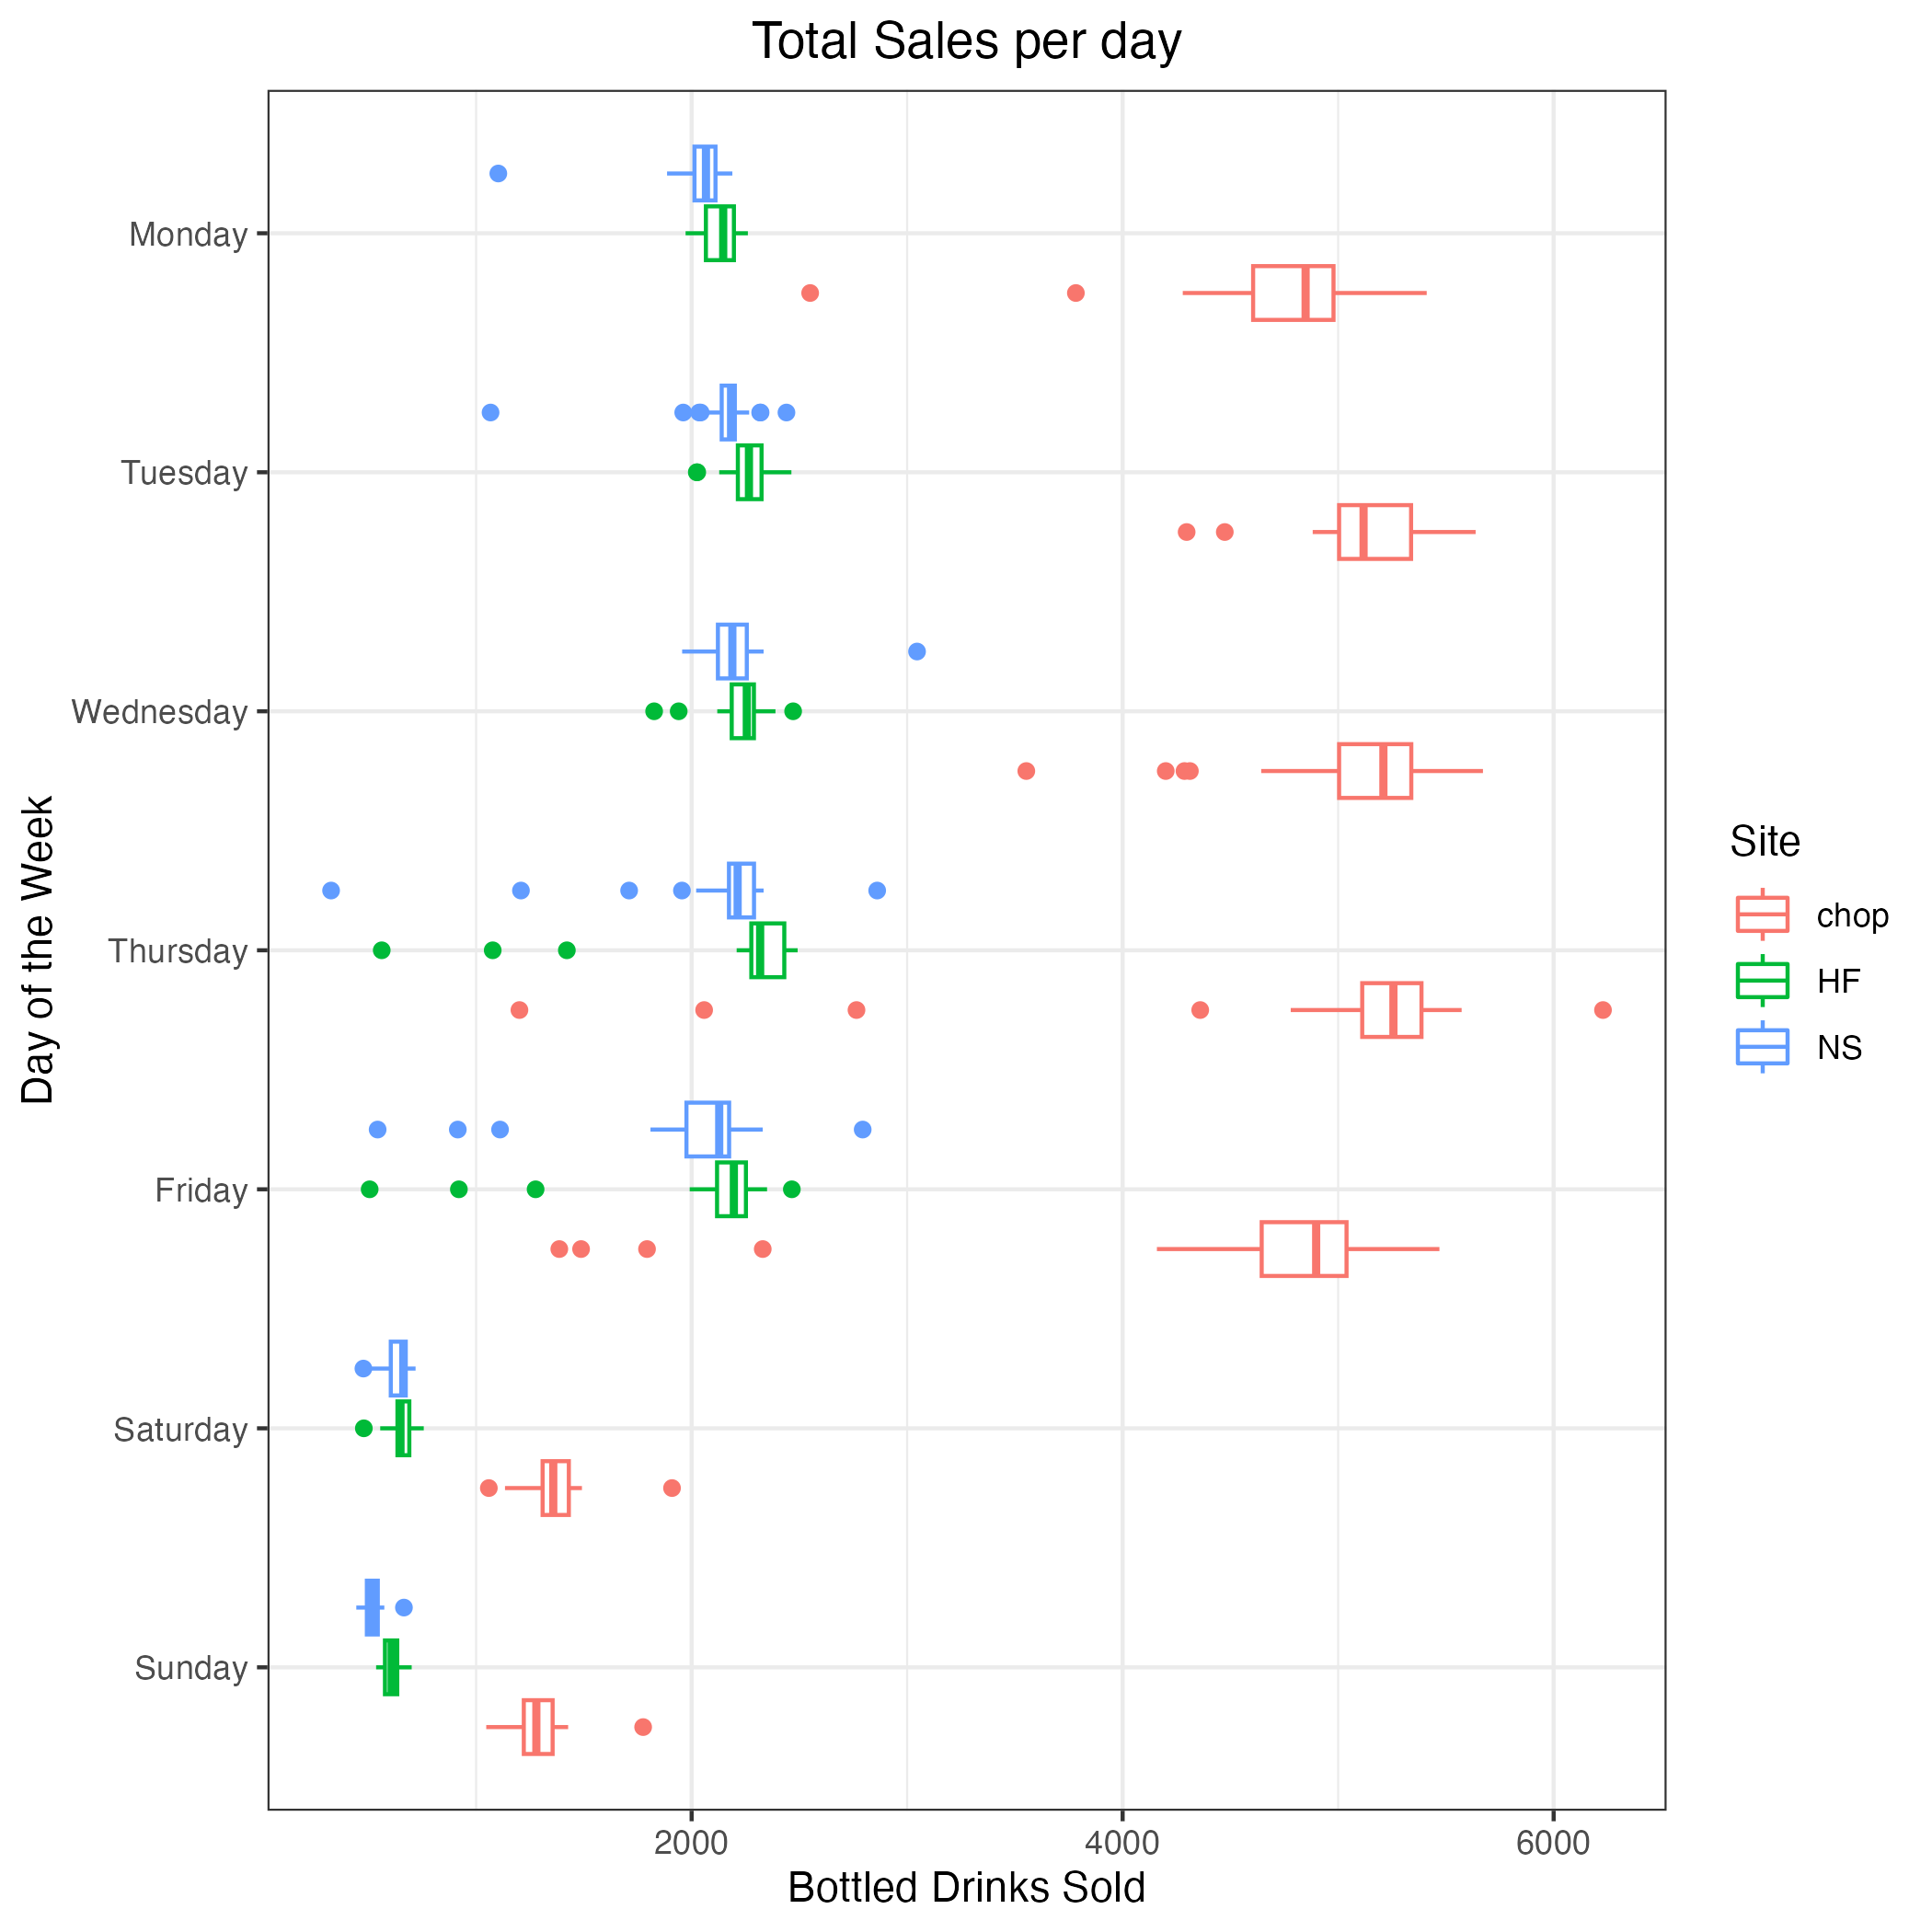 Total Sales per day
Monday
Tuesday
Wednesday
Thursday
Friday
Saturday
Sunday
Day of the Week
2000
4000
6000
Bottled Drinks Sold
Site
chop
HF
NS